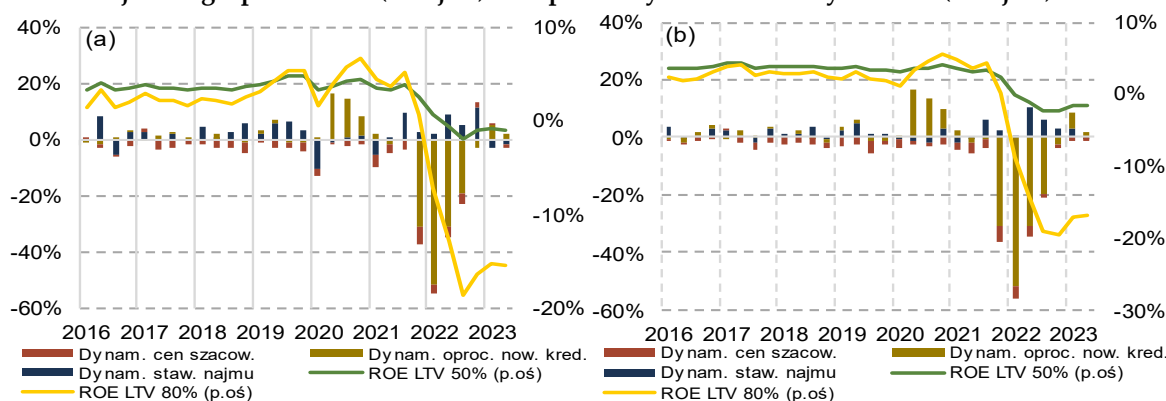 (a)
40%
20%
0%
-20%
-40%
-60%
10%
0%
-10%
-20%
2016 2017 2018 2019 2020 2021 2022 2023
Dynam. cen szacow.
Dynam. oproc. now. kred.
Dynam. staw. najmu
ROE LTV 50% (p.oś)
ROE LTV 80% (p.oś)
(b)
40%
20%
0%
-20%
-40%
-60%
10%
0%
-10%
-20%
-30%
2016 2017 2018 2019 2020 2021 2022 2023
Dynam. cen szacow.
Dynam. oproc. now. kred.
Dynam. staw. najmu
ROE LTV 50% (p.oś)
ROE LTV 80% (p.oś)